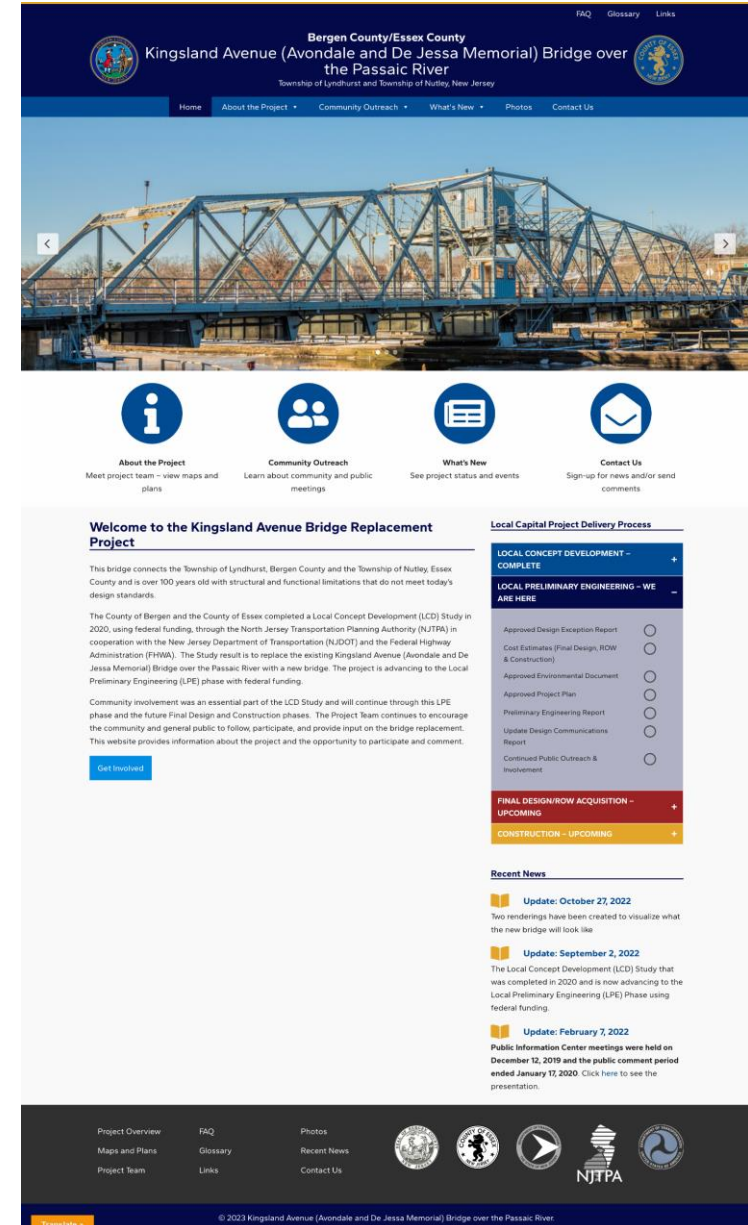 FAQ Glossary Links
Bergen County/Essex County
Kingsland Avenue (Avondale and De Jessa Memorial) Bridge over
the Passaic
River
Township of Lyndhurst and Township of Nutley, New Jersey
Home About the Project Community Outreach What's New Photos Contact Us
About the Project
Meet project team – view maps and
plans
Community Outreach
Learn about community and public
meetings
What's New
See project status and events
Contact Us
Sign-up for news and/or send
comments
Welcome to the Kingsland Avenue Bridge Replacement
Project
This bridge connects the Township of Lyndhurst, Bergen County and the Township of Nutley, Essex
County and is over 100 years old with structural and functional limitations that do not meet today's
design standards.
The County of Bergen and the County of Essex completed a Local Concept Development (LCD) Study in
2020, using federal funding, through the North Jersey Transportation Planning Authority (NJTPA) in
cooperation with the New Jersey Department of Transportation (NJDOT) and the Federal Highway
Administration (FHWA). The Study result is to replace the existing Kingsland Avenue (Avondale and De
Jessa Memorial) Bridge over the Passaic River with a new bridge. The project is advancing to the Local
Preliminary Engineering (LPE) phase with federal funding.
Community involvement was an essential part of the LCD Study and will continue through this LPE
phase and the future Final Design and Construction phases. The Project Team continues to encourage
the community and general public to follow, participate, and provide input on the bridge replacement.
This website provides information about the project and the opportunity to participate and comment.
Get Involved
Local Capital Project Delivery Process
LOCAL CONCEPT DEVELOPMENT –
COMPLETE +
LOCAL PRELIMINARY ENGINEERING – WE
ARE HERE –
Approved Design Exception Report
Cost Estimates (Final Design, ROW
& Construction)
Approved Environmental Document
Approved Project Plan
Preliminary Engineering Report
Update Design Communications
Report
Continued Public Outreach &
Involvement
FINAL DESIGN/ROW ACQUISITION –
UPCOMING +
CONSTRUCTION – UPCOMING +
Recent News
Update: October 27, 2022
Two renderings have been created to visualize what
the new bridge will look like
Update: September 2, 2022
The Local Concept Development (LCD) Study that
was completed in 2020 and is now advancing to the
Local Preliminary Engineering (LPE) Phase using
federal funding.
Update: February 7, 2022
Public Information Center meetings were held on
December 12, 2019 and the public comment period
ended January 17, 2020. Click here to see the
presentation.
Project Overview FAQ Photos
Maps and Plans Glossary Recent News
Project Team Links Contact Us
COUNTY OF ESSEX
NEW JERSEY
NJTPA
© 2023 Kingsland Avenue (Avondale and De Jessa Memorial) Bridge over the Passaic River.
Translate »